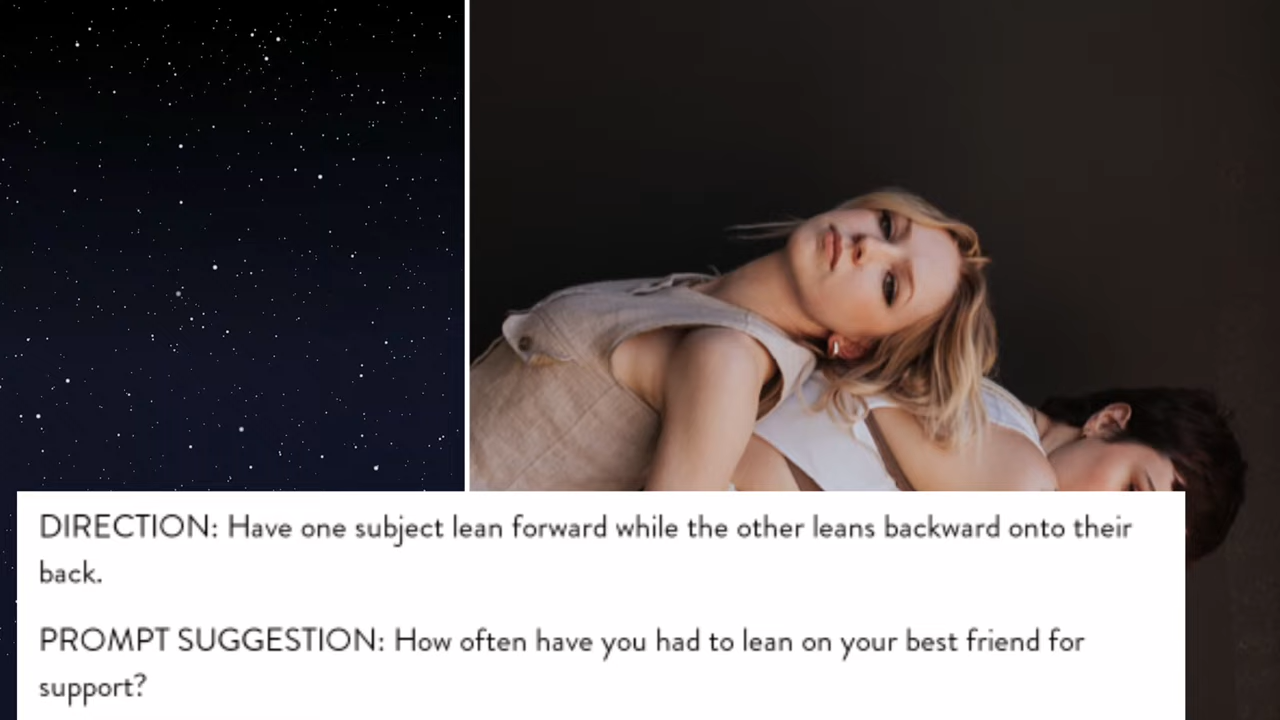 DIRECTION: Have one subject lean forward while the other leans backward onto their
back.
PROMPT SUGGESTION: How often have you had to lean on your best friend for
support?